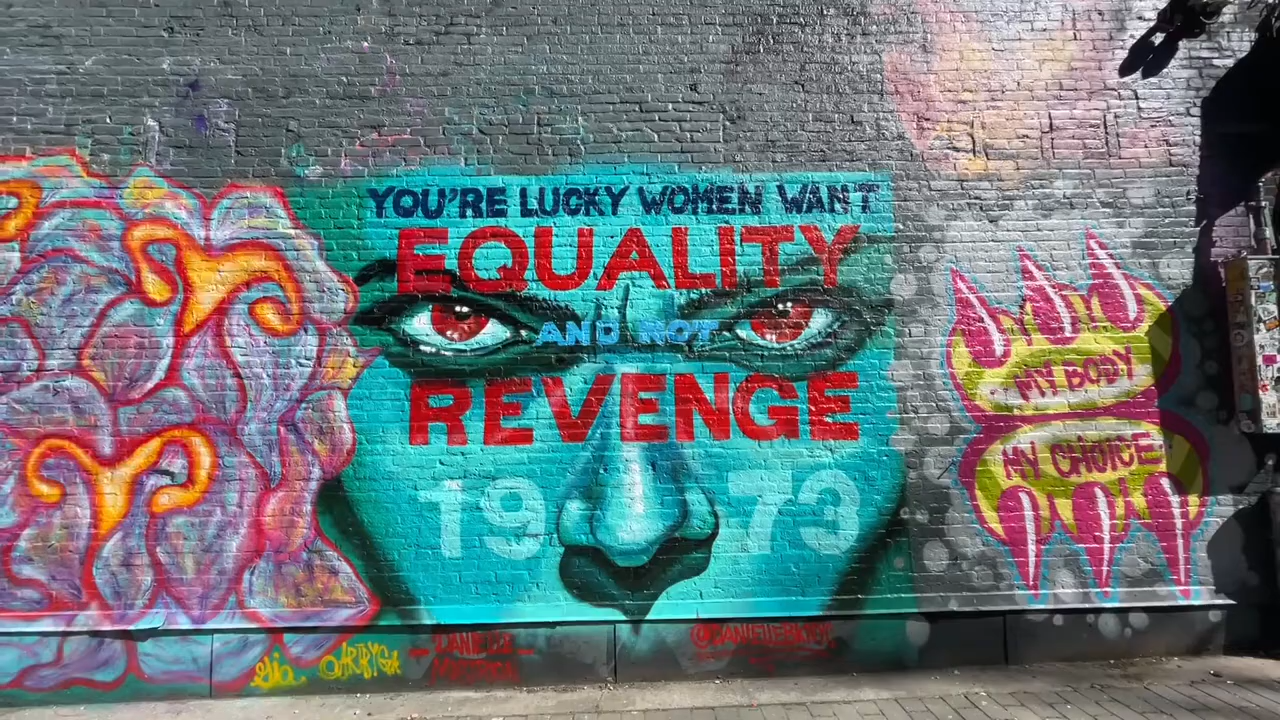 YOU'RE LUCKY WOMEN WANT
EQUALITY
AND NOT
REVENGE
1973
MY BODY
MY CHOICE